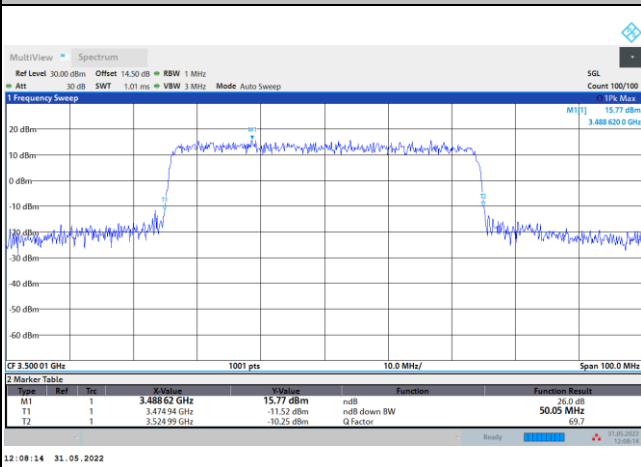 MultiView Spectrum
Ref Level 30.00 dBm Offset 14.50 dB RBW 1 MHz SGL
Att 30 dB SWT 1.01 ms VBW 3 MHz Mode Auto Sweep Count 100/100
1 Frequency Sweep 1Pk Max
M1[1] 15.77 dBm
3.488 620 0 GHz
20 dBm
M1
10 dBm
0 dBm
T1 T2
-10 dBm
-20 dBm
-30 dBm
-40 dBm
-50 dBm
-60 dBm
CF 3.500 01 GHz 1001 pts 10.0 MHz/ Span 100.0 MHz
2 Marker Table
Type Ref Trc X-Value Y-Value Function Function Result
M1 1 3.488 62 GHz 15.77 dBm ndB 26.0 dB
T1 1 3.474 94 GHz -11.52 dBm ndB down BW 50.05 MHz
T2 1 3.524 99 GHz -10.25 dBm Q Factor 69.7
Ready 31.05.2022
12:08:14
12:08:14 31.05.2022